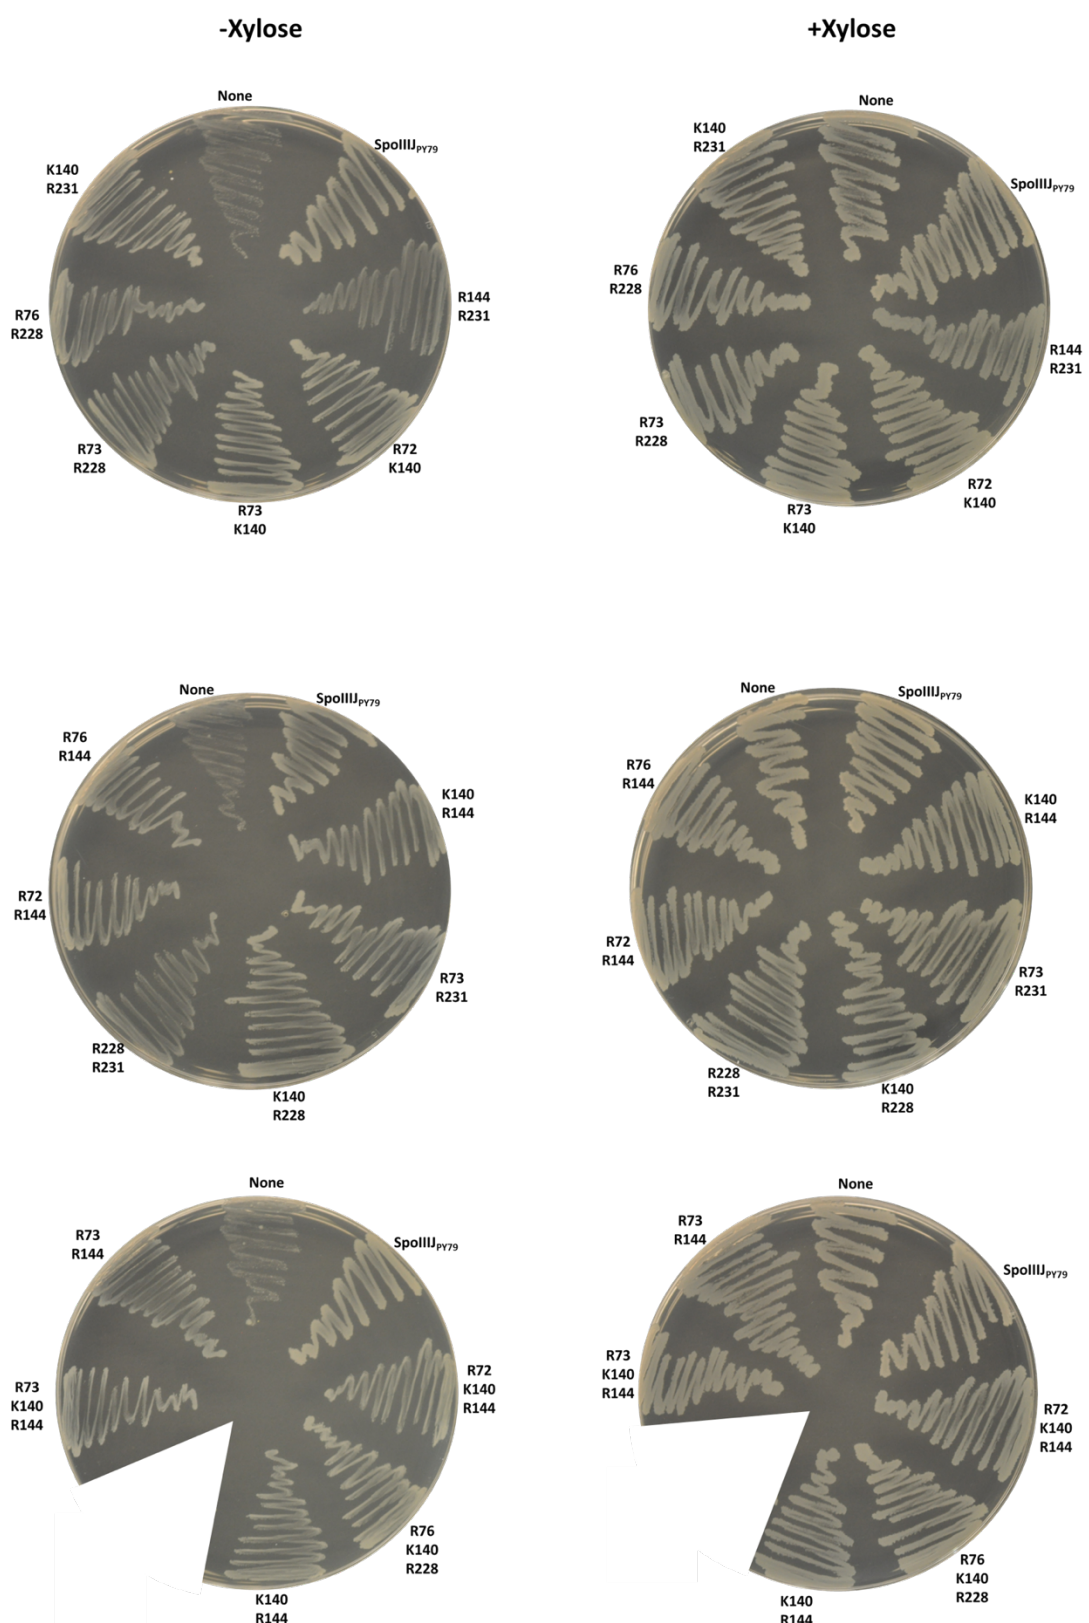 -Xylose
+Xylose
None
SpoIIIJPY79
K140
R231
R144
R231
R76
R228
R72
K140
R73
R228
R73
K140
None
SpoIIIJPY79
K140
R231
R76
R228
R144
R231
R73
R228
R72
K140
R73
K140
None
SpoIIIJPY79
R76
R144
K140
R144
R72
R144
R73
R231
R228
R231
K140
R228
None
SpoIIIJPY79
R76
R144
K140
R144
R72
R144
R73
R231
R228
R231
K140
R228
None
SpoIIIJPY79
R73
R144
R73
K140
R144
R72
K140
R144
R76
K140
R228
K140
R144
None
SpoIIIJPY79
R73
R144
R73
K140
R144
R72
K140
R144
R76
K140
R228
K140
R144